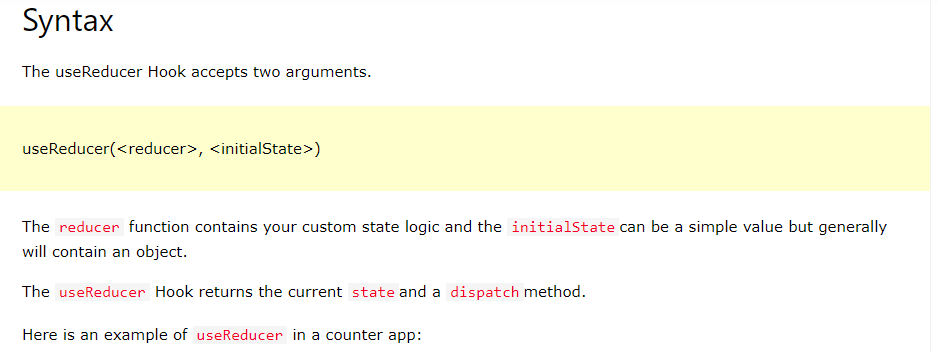 Syntax
The useReducer Hook accepts two arguments.
useReducer(<reducer>, <initialState>)
The reducer function contains your custom state logic and the initialState can be a simple value but generally
will contain an object.
The useReducer Hook returns the current state and a dispatch method.
Here is an example of useReducer in a counter app: